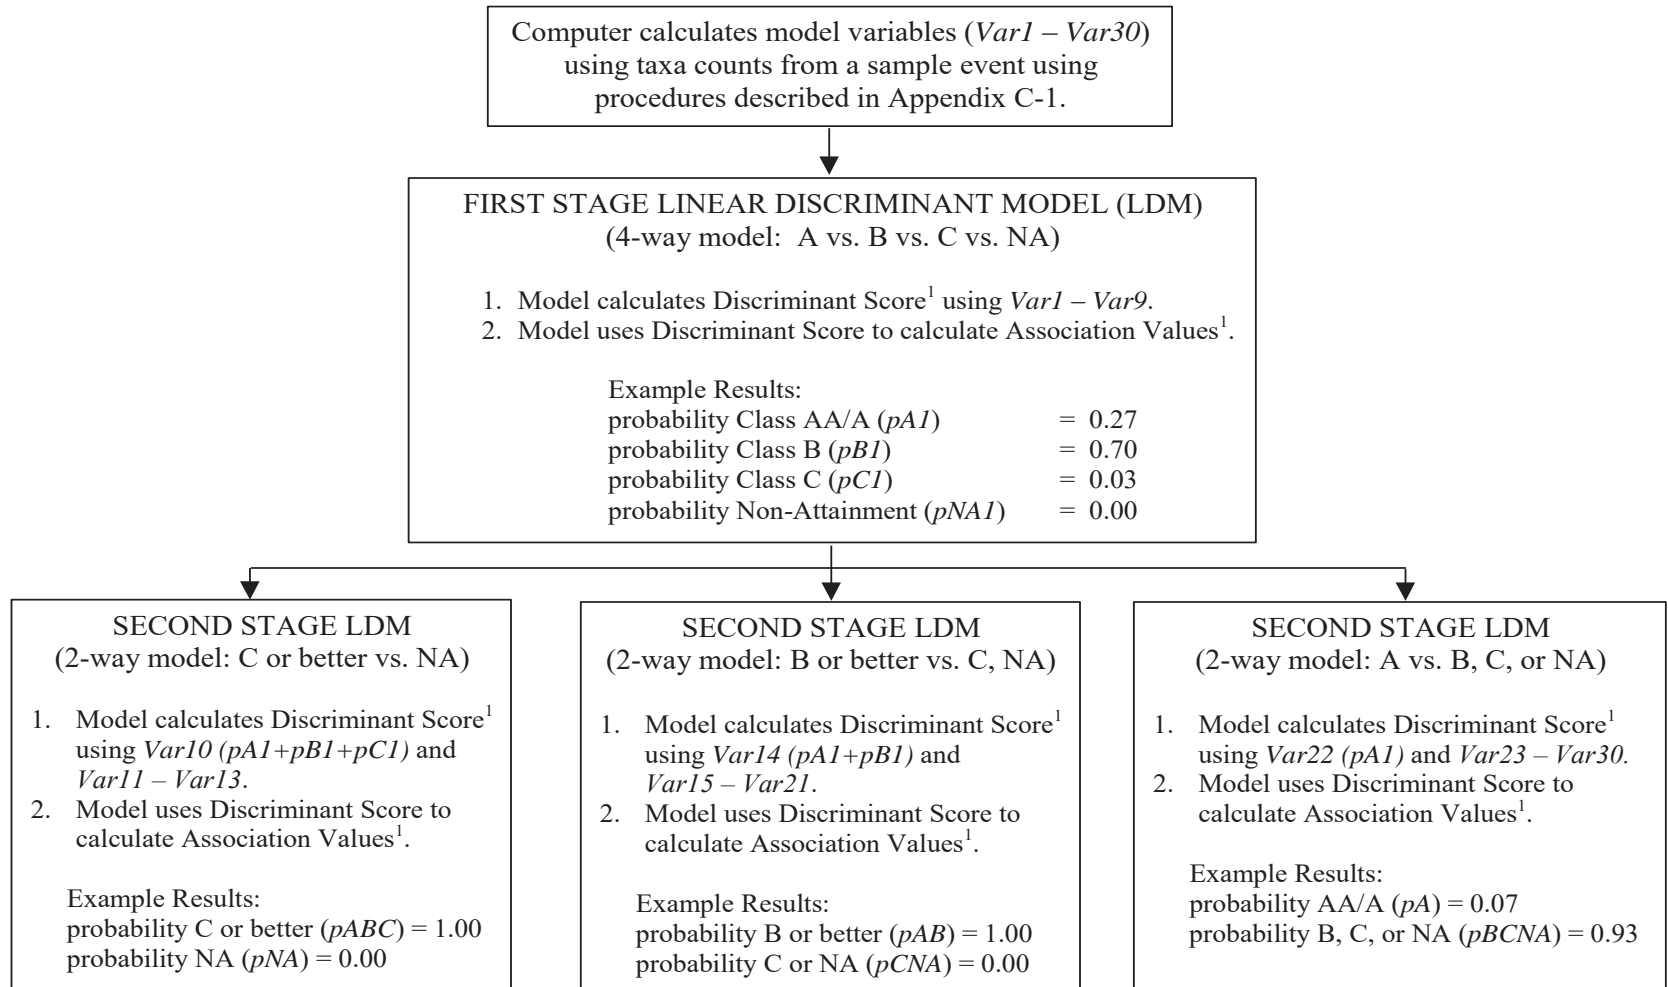 Computer calculates model variables (Var1 – Var30)
using taxa counts from a sample event using
procedures described in Appendix C-1.
FIRST STAGE LINEAR DISCRIMINANT MODEL (LDM)
(4-way model:  A vs. B vs. C vs. NA)
1. Model calculates Discriminant Score¹ using Var1 – Var9.
2. Model uses Discriminant Score to calculate Association Values¹.
Example Results:
probability Class AA/A (pA1) = 0.27
probability Class B (pB1) = 0.70
probability Class C (pC1) = 0.03
probability Non-Attainment (pNA1) = 0.00
SECOND STAGE LDM
(2-way model: C or better vs. NA)
1. Model calculates Discriminant Score¹
using Var10 (pA1+pB1+pC1) and
Var11 – Var13.
2. Model uses Discriminant Score to
calculate Association Values¹.
Example Results:
probability C or better (pABC) = 1.00
probability NA (pNA) = 0.00
SECOND STAGE LDM
(2-way model: B or better vs. C, NA)
1. Model calculates Discriminant Score¹
using Var14 (pA1+pB1) and
Var15 – Var21.
2. Model uses Discriminant Score to
calculate Association Values¹.
Example Results:
probability B or better (pAB) = 1.00
probability C or NA (pCNA) = 0.00
SECOND STAGE LDM
(2-way model: A vs. B, C, or NA)
1. Model calculates Discriminant Score¹
using Var22 (pA1) and Var23 – Var30.
2. Model uses Discriminant Score to
calculate Association Values¹.
Example Results:
probability AA/A (pA) = 0.07
probability B, C, or NA (pBCNA) = 0.93